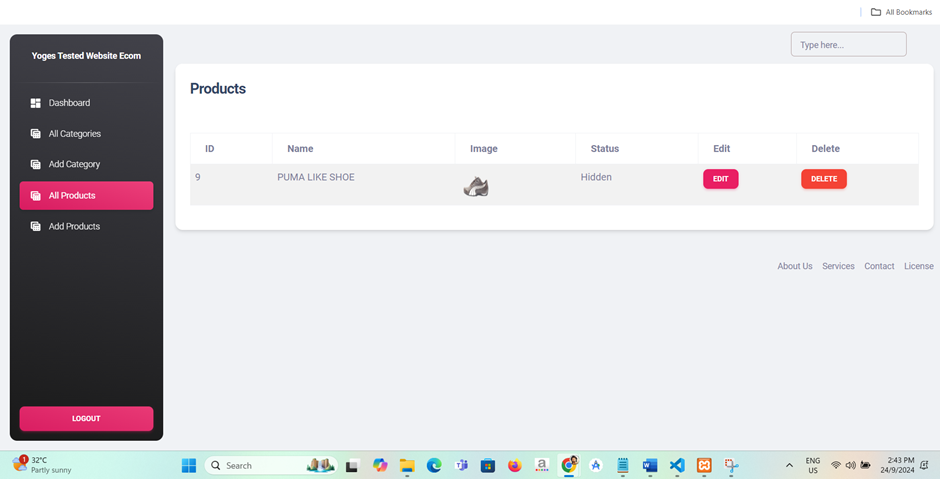 All Bookmarks
Yoges Tested Website Ecom
Dashboard
All Categories
Add Category
All Products
Add Products
LOGOUT
Type here...
Products
ID Name Image Status Edit Delete
9 PUMA LIKE SHOE Hidden EDIT DELETE
About Us Services Contact License
1
32°C
Partly sunny
Search
ENG
US
2:43 PM
24/9/2024